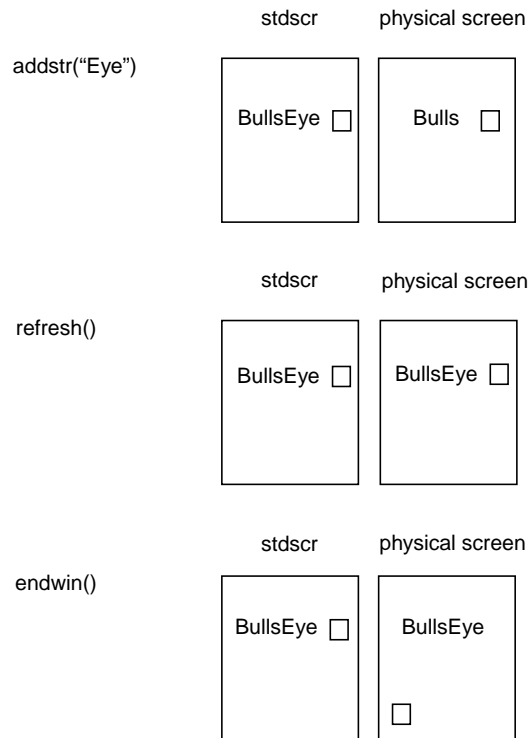 stdscr physical screen
addstr(“Eye”)
BullsEye Bulls
stdscr physical screen
refresh()
BullsEye BullsEye
stdscr physical screen
endwin()
BullsEye BullsEye